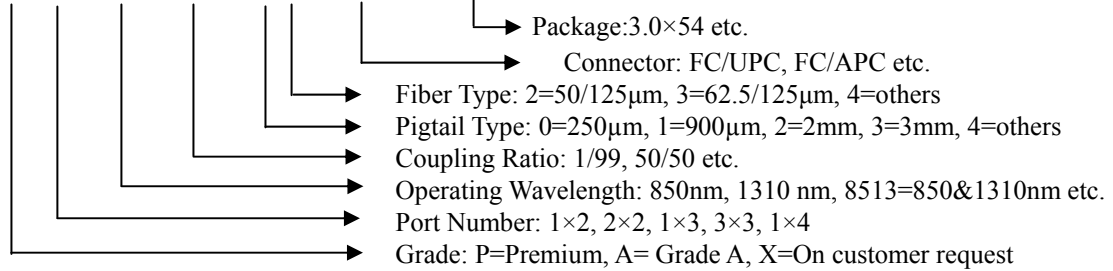 Package:3.0×54 etc.
Connector: FC/UPC, FC/APC etc.
Fiber Type: 2=50/125μm, 3=62.5/125μm, 4=others
Pigtail Type: 0=250μm, 1=900μm, 2=2mm, 3=3mm, 4=others
Coupling Ratio: 1/99, 50/50 etc.
Operating Wavelength: 850nm, 1310 nm, 8513=850&1310nm etc.
Port Number: 1×2, 2×2, 1×3, 3×3, 1×4
Grade: P=Premium, A= Grade A, X=On customer request